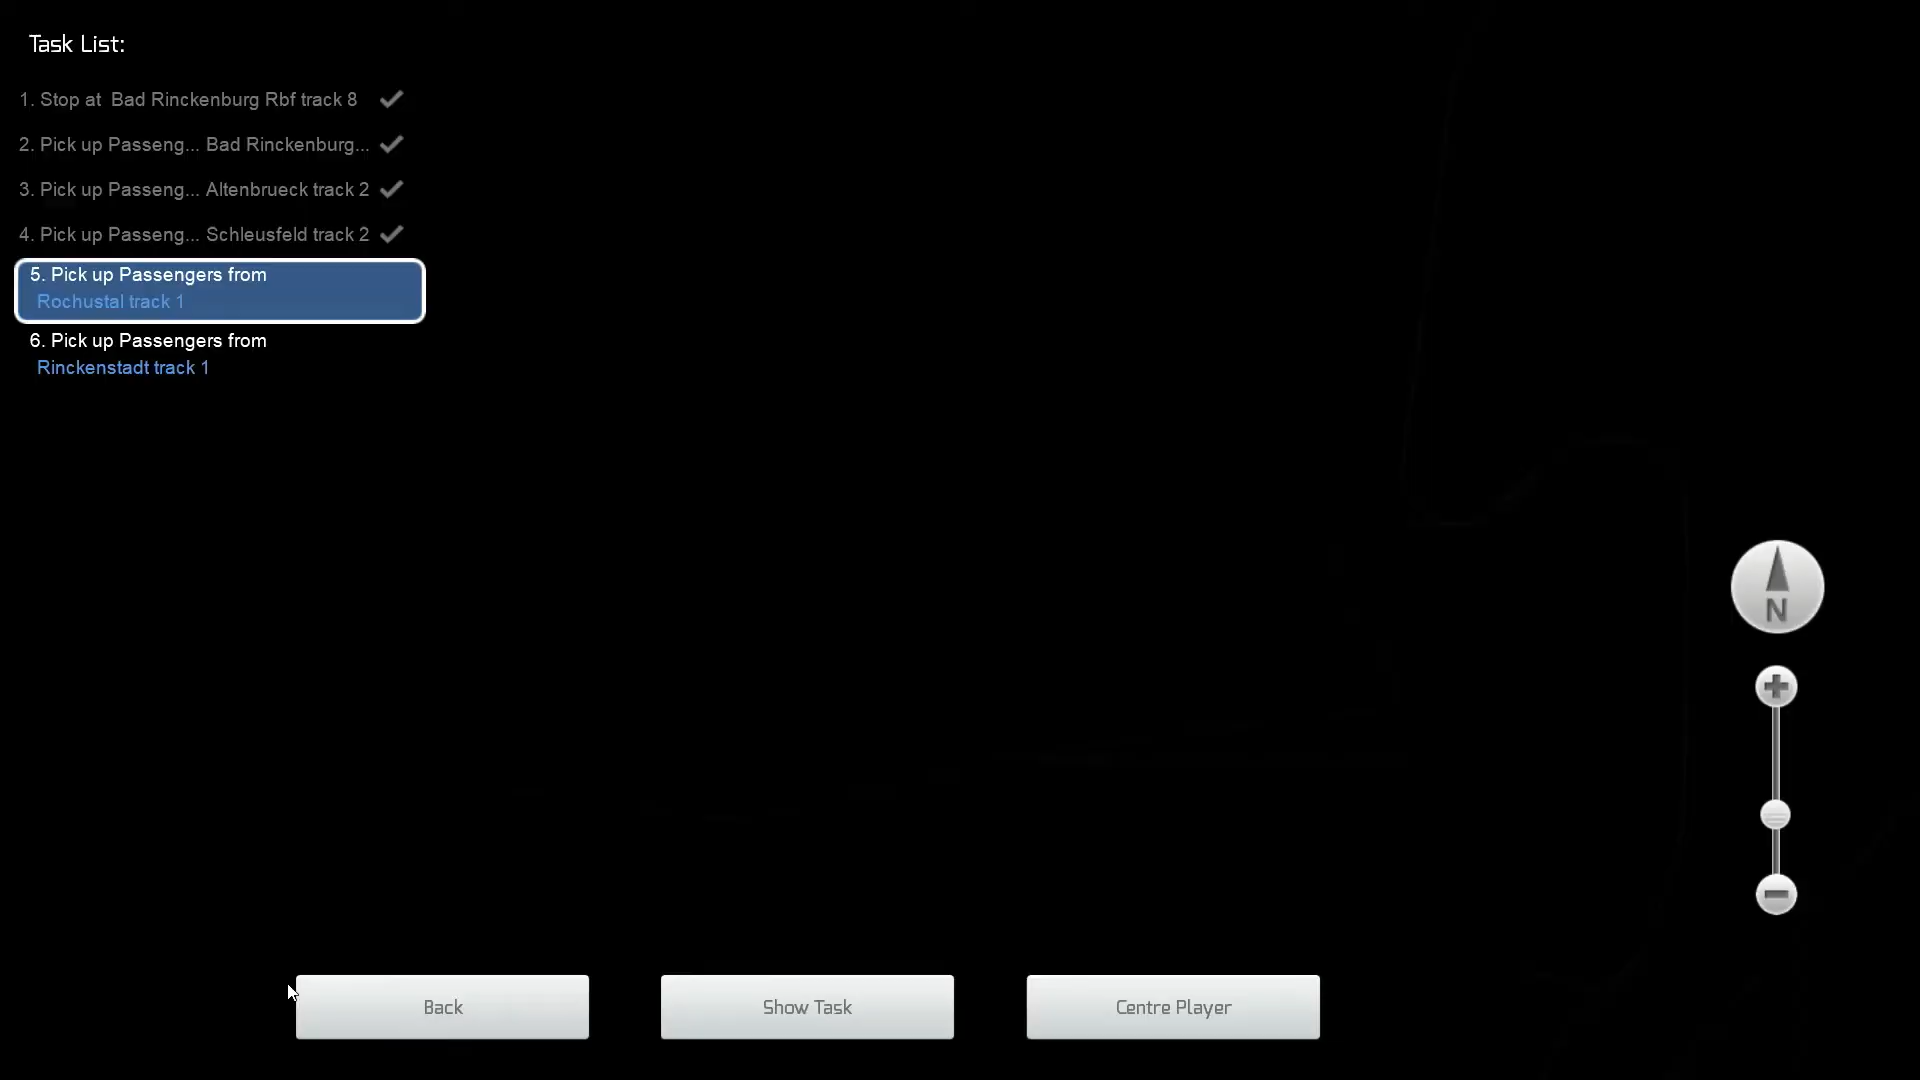 Task List:
1. Stop at  Bad Rinckenburg Rbf track 8
2. Pick up Passeng... Bad Rinckenburg...
3. Pick up Passeng... Altenbrueck track 2
4. Pick up Passeng... Schleusfeld track 2
5. Pick up Passengers from
Rochustal track 1
6. Pick up Passengers from
Rinckenstadt track 1
N
Back
Show Task
Centre Player